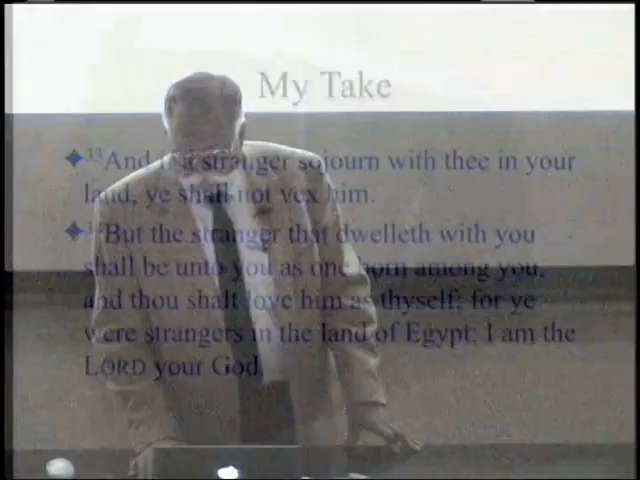 My Take
33And if a stranger sojourn with thee in your
land, ye shall not vex him.
34But the stranger that dwelleth with you
shall be unto you as one born among you,
and thou shalt love him as thyself; for ye
were strangers in the land of Egypt: I am the
LORD your God.